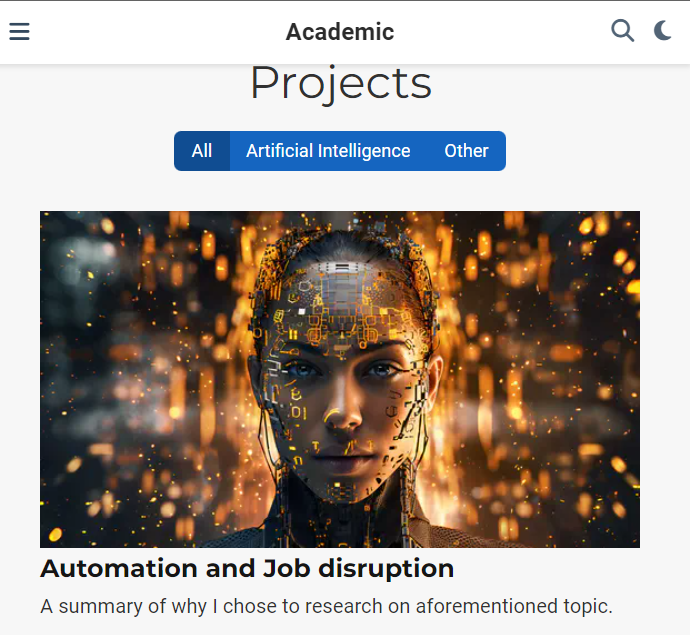 Academic
Projects
All Artificial Intelligence Other
Automation and Job disruption
A summary of why I chose to research on aforementioned topic.